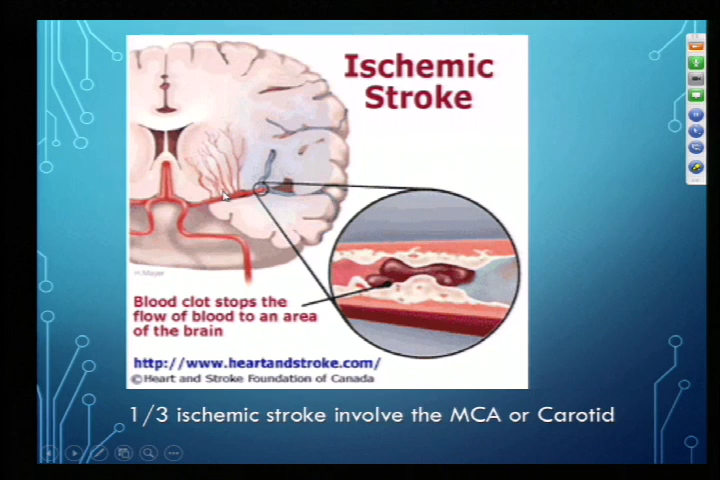 Ischemic
Stroke
H.Mayer
Blood clot stops the
flow of blood to an area
of the brain
http://www.heartandstroke.com/
©Heart and Stroke Foundation of Canada
1/3 ischemic stroke involve the MCA or Carotid